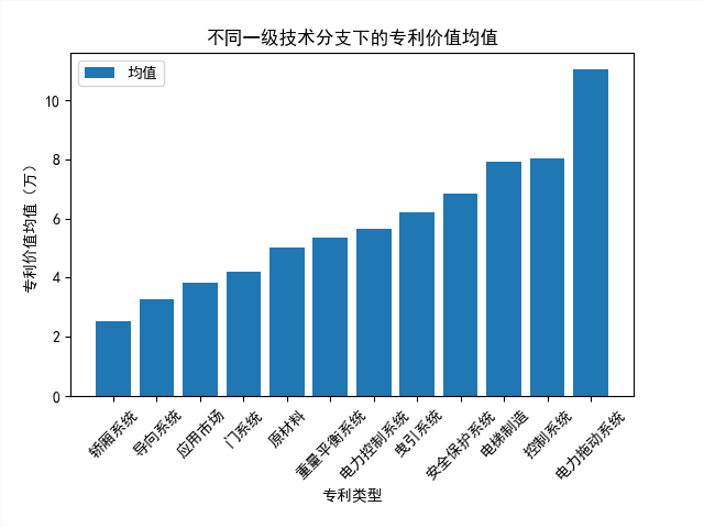 不同一级技术分支下的专利价值均值
均值
专利价值均值（万）
10
8
6
4
2
0
轿厢系统
导向系统
应用市场
门系统
原材料
重量平衡系统
电力控制系统
曳引系统
安全保护系统
电梯制造
控制系统
电力拖动系统
专利类型